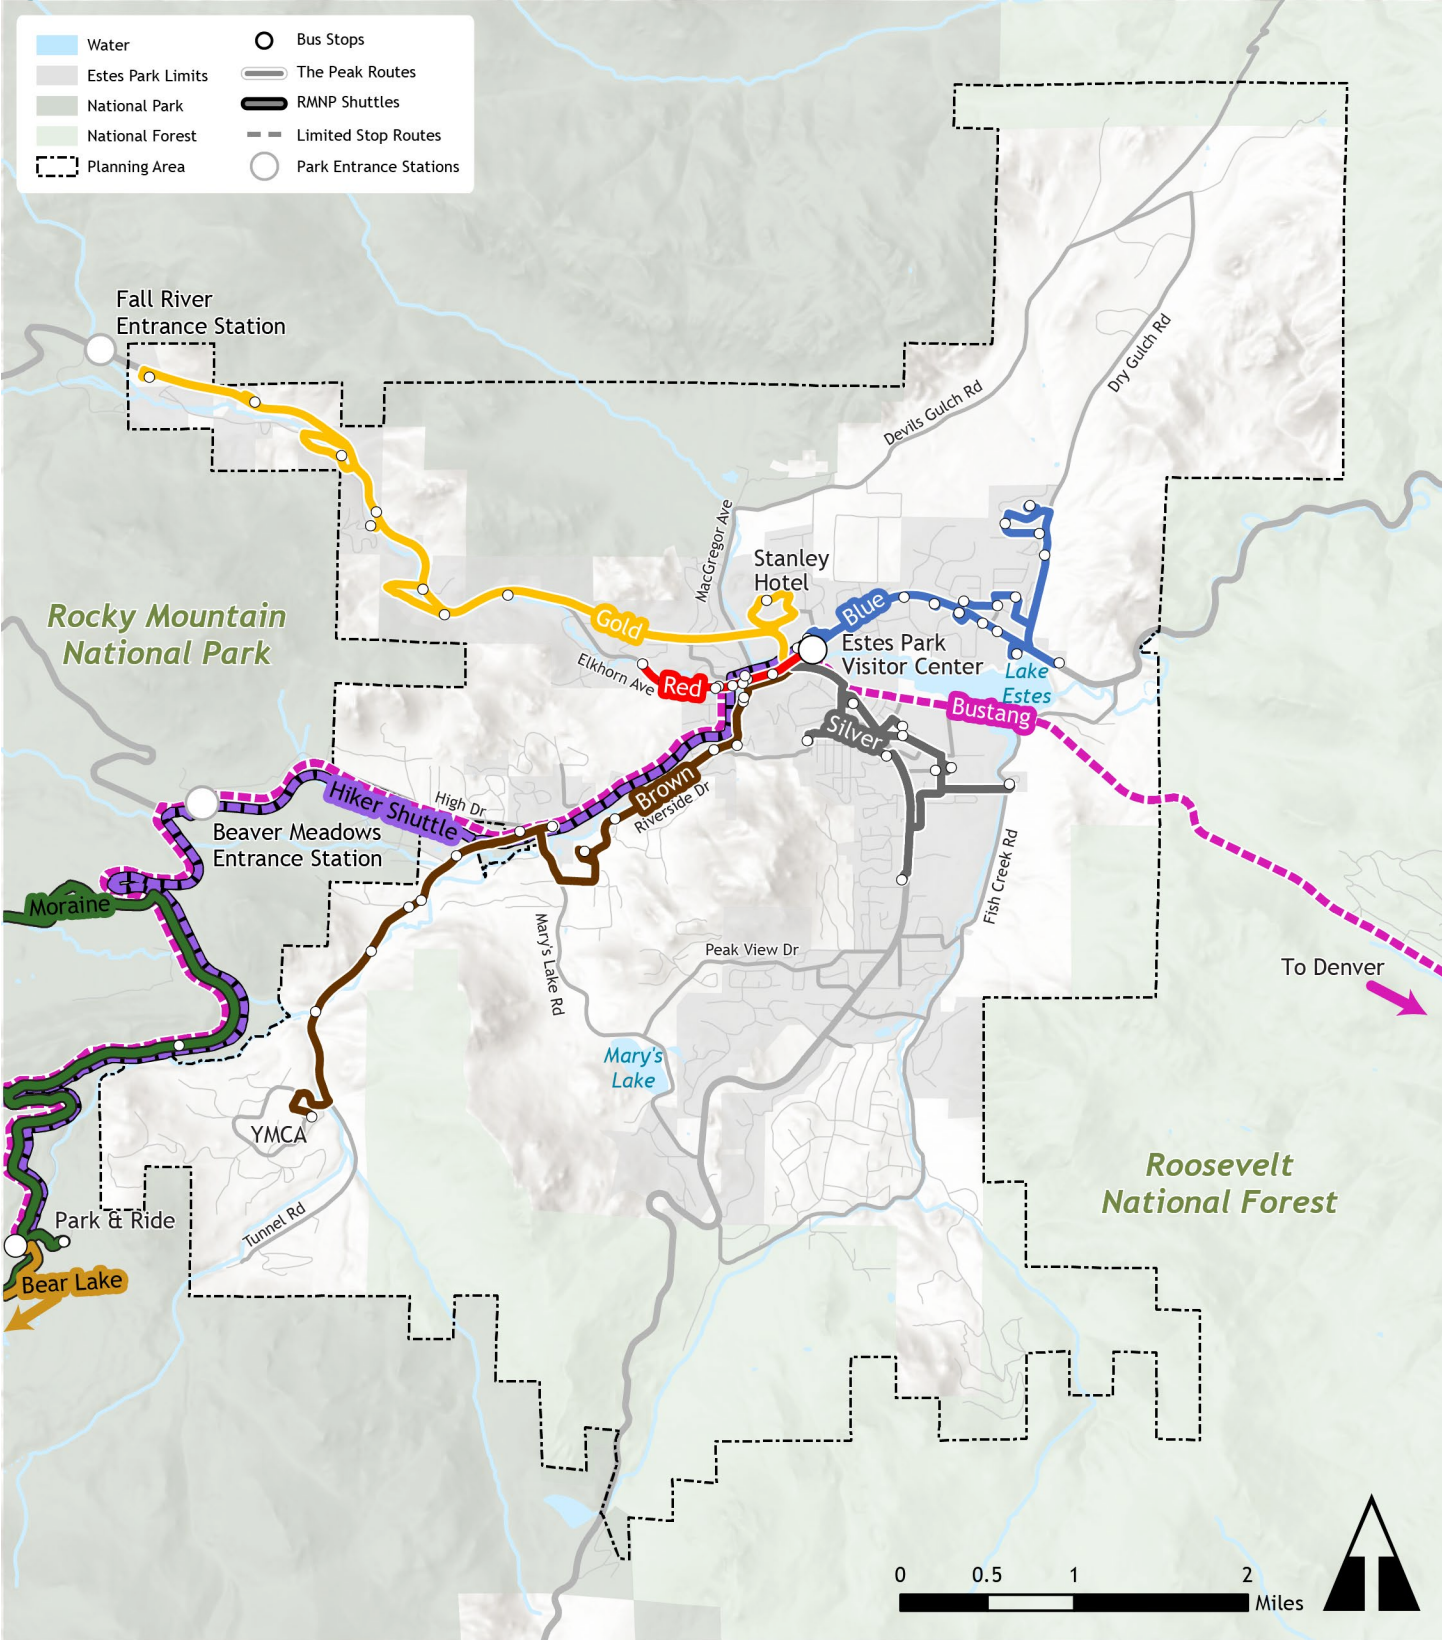 Water
Estes Park Limits
National Park
National Forest
Planning Area
Bus Stops
The Peak Routes
RMNP Shuttles
Limited Stop Routes
Park Entrance Stations
Fall River
Entrance Station
Devils Gulch Rd
Dry Gulch Rd
MacGregor Ave
Stanley
Hotel
Rocky Mountain
National Park
Gold
Blue
Estes Park
Visitor Center
Elkhorn Ave
Red
Lake
Estes
Bustang
Silver
Brown
Riverside Dr
High Dr
Hiker Shuttle
Beaver Meadows
Entrance Station
Moraine
Fish Creek Rd
Mary's Lake Rd
Peak View Dr
To Denver
Mary's
Lake
YMCA
Roosevelt
National Forest
Park & Ride
Tunnel Rd
Bear Lake
0
0.5
1
2
Miles